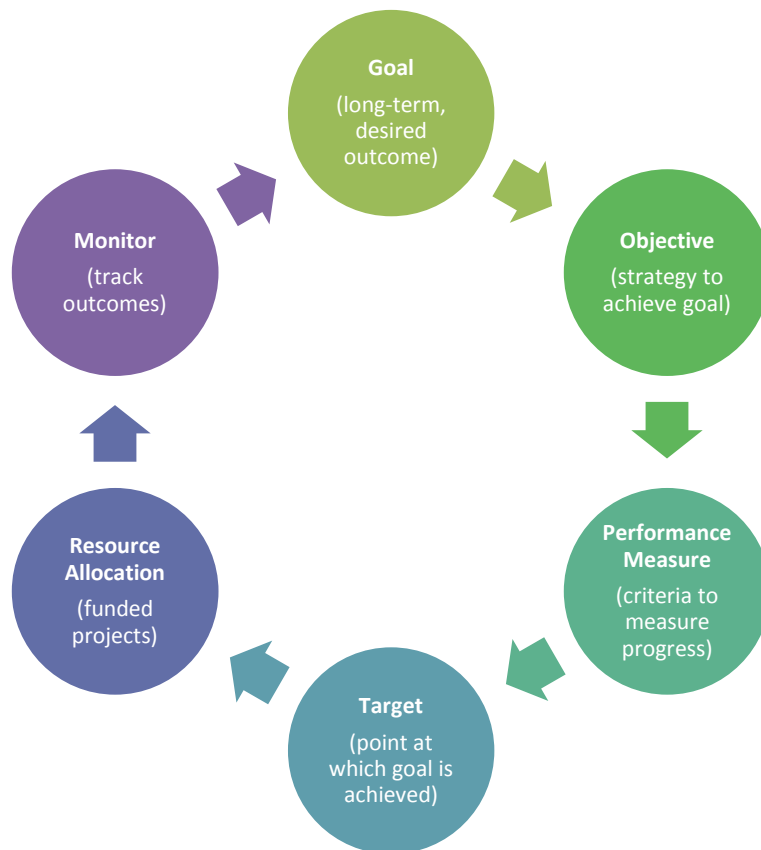 Goal
(long-term,
desired
outcome)
Objective
(strategy to
achieve goal)
Performance
Measure
(criteria to
measure
progress)
Target
(point at
which goal is
achieved)
Resource
Allocation
(funded
projects)
Monitor
(track
outcomes)